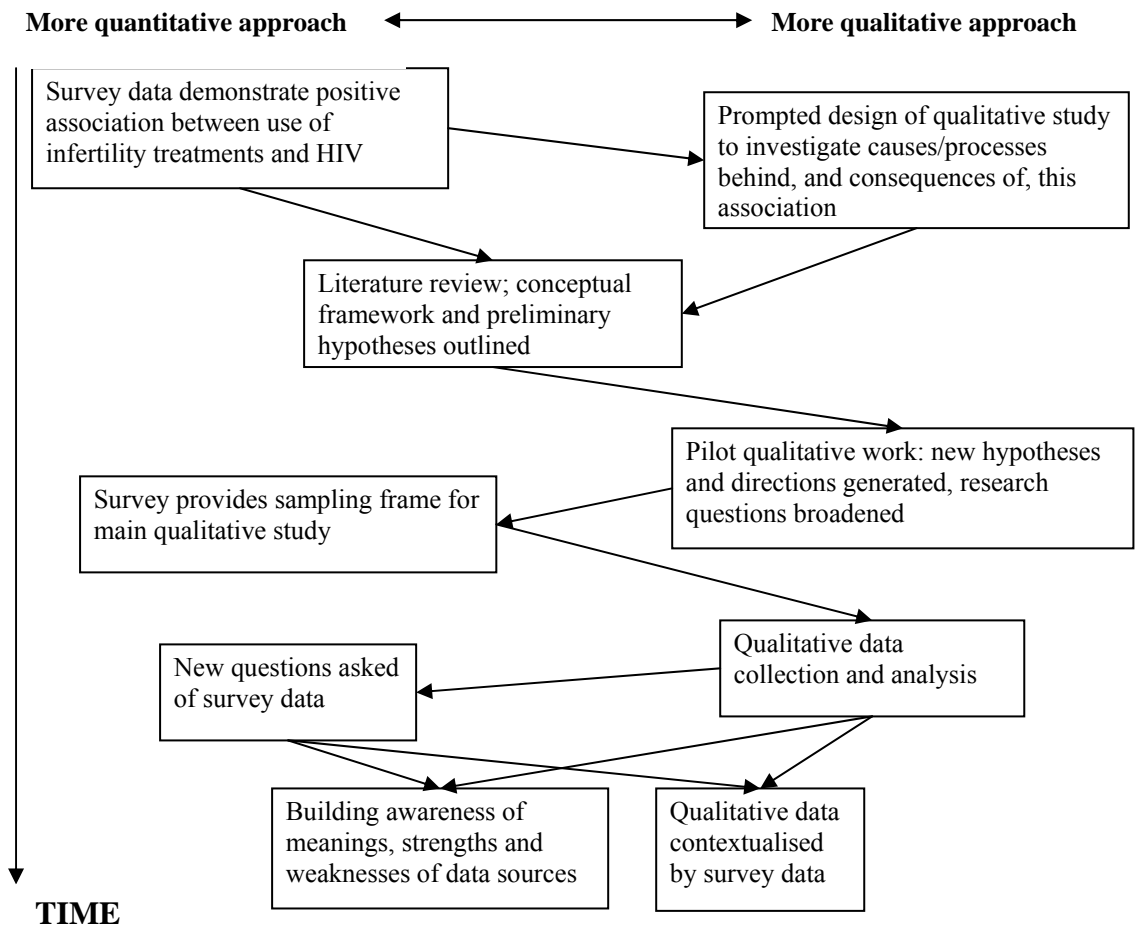 More quantitative approach
More qualitative approach
Survey data demonstrate positive
association between use of
infertility treatments and HIV
Prompted design of qualitative study
to investigate causes/processes
behind, and consequences of, this
association
Literature review; conceptual
framework and preliminary
hypotheses outlined
Pilot qualitative work: new hypotheses
and directions generated, research
questions broadened
Survey provides sampling frame for
main qualitative study
Qualitative data
collection and analysis
New questions asked
of survey data
Building awareness of
meanings, strengths and
weaknesses of data sources
Qualitative data
contextualised
by survey data
TIME